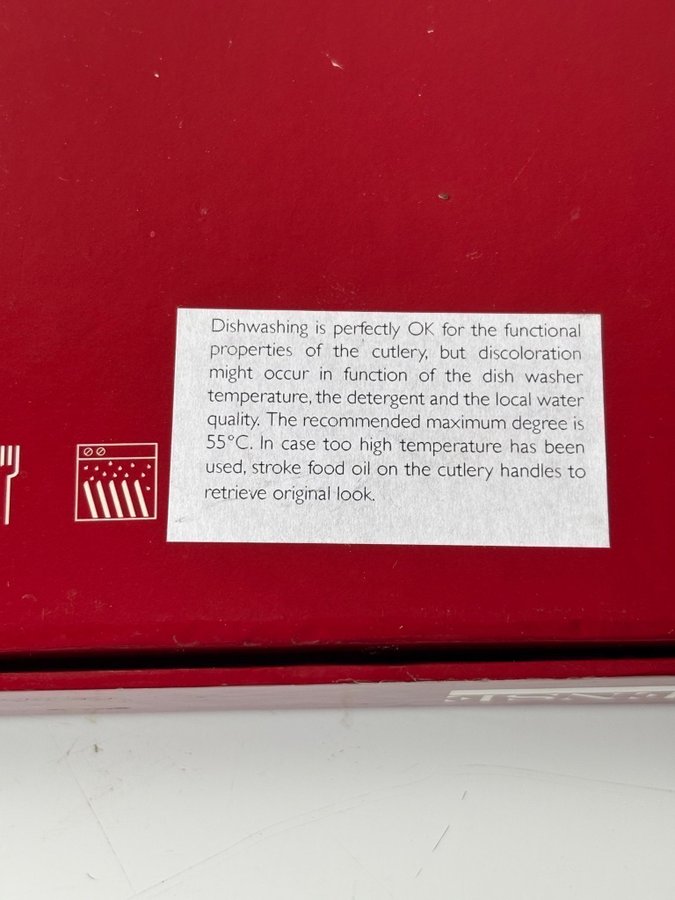 Dishwashing is perfectly OK for the functional
properties of the cutlery, but discoloration
might occur in function of the dish washer
temperature, the detergent and the local water
quality. The recommended maximum degree is
55°C. In case too high temperature has been
used, stroke food oil on the cutlery handles to
retrieve original look.